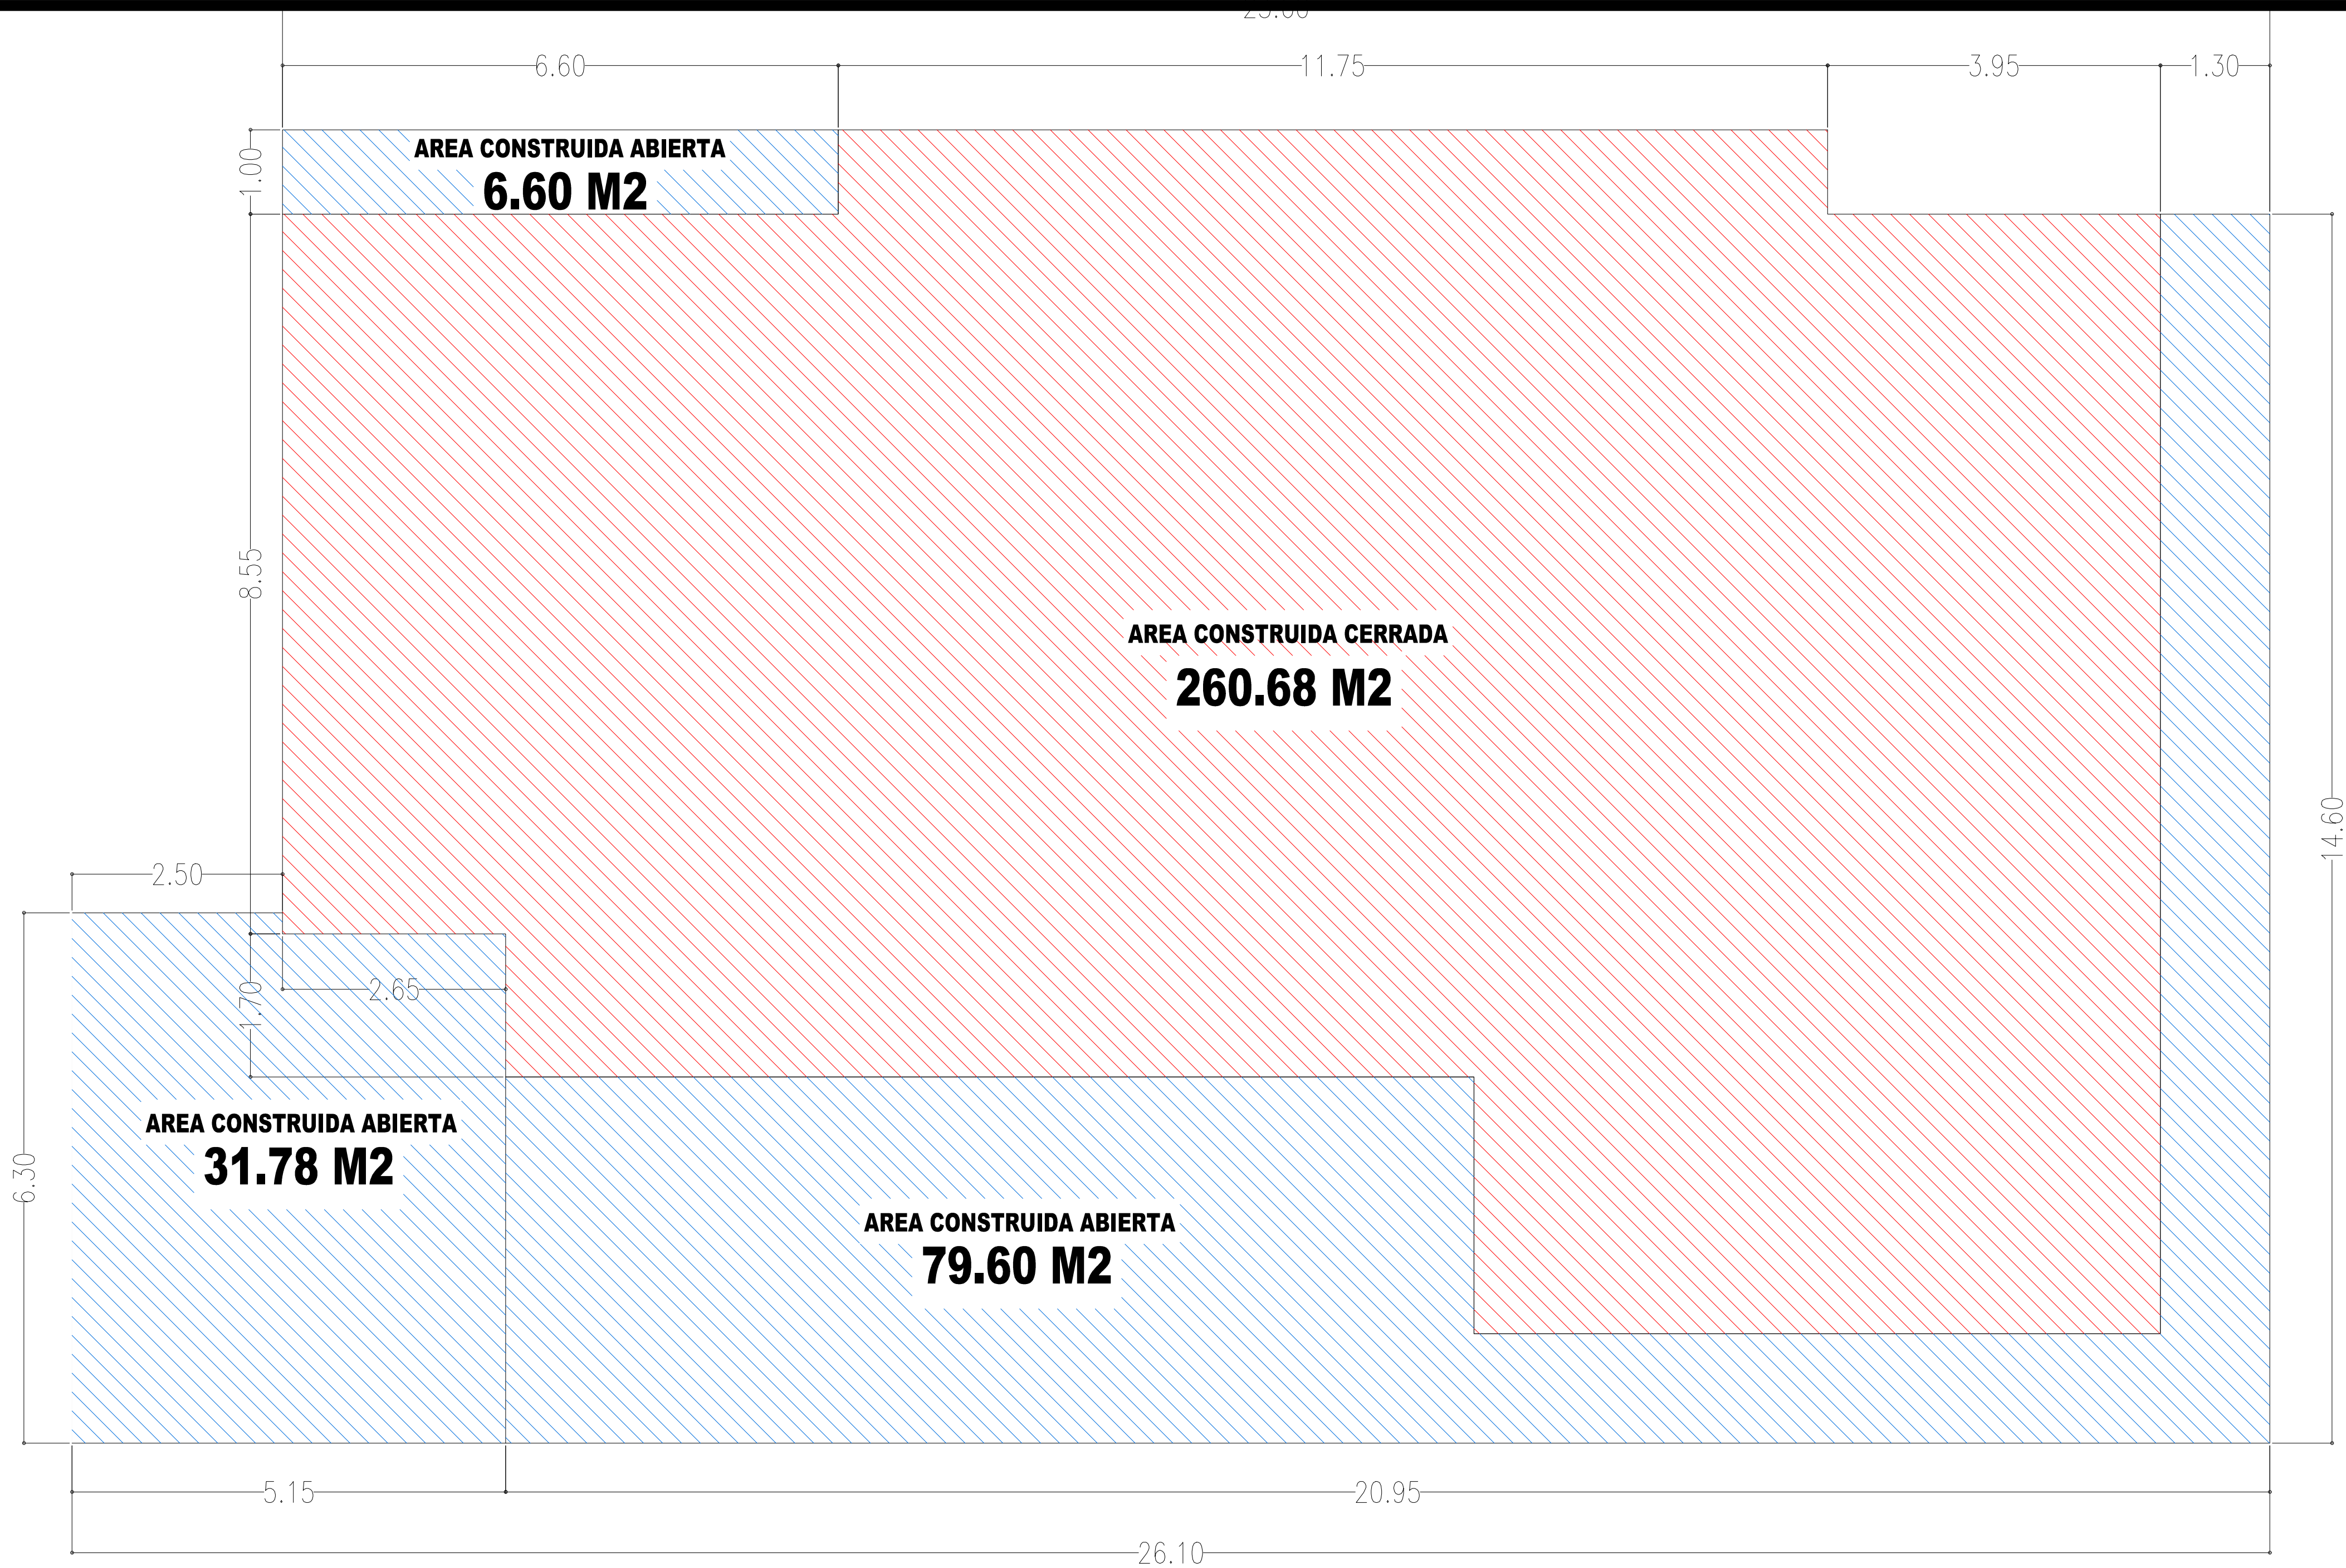 6.60
11.75
3.95
1.30
1.00
AREA CONSTRUIDA ABIERTA
6.60 M2
8.55
AREA CONSTRUIDA CERRADA
260.68 M2
14.60
2.50
2.65
1.70
6.30
AREA CONSTRUIDA ABIERTA
31.78 M2
AREA CONSTRUIDA ABIERTA
79.60 M2
5.15
20.95
26.10